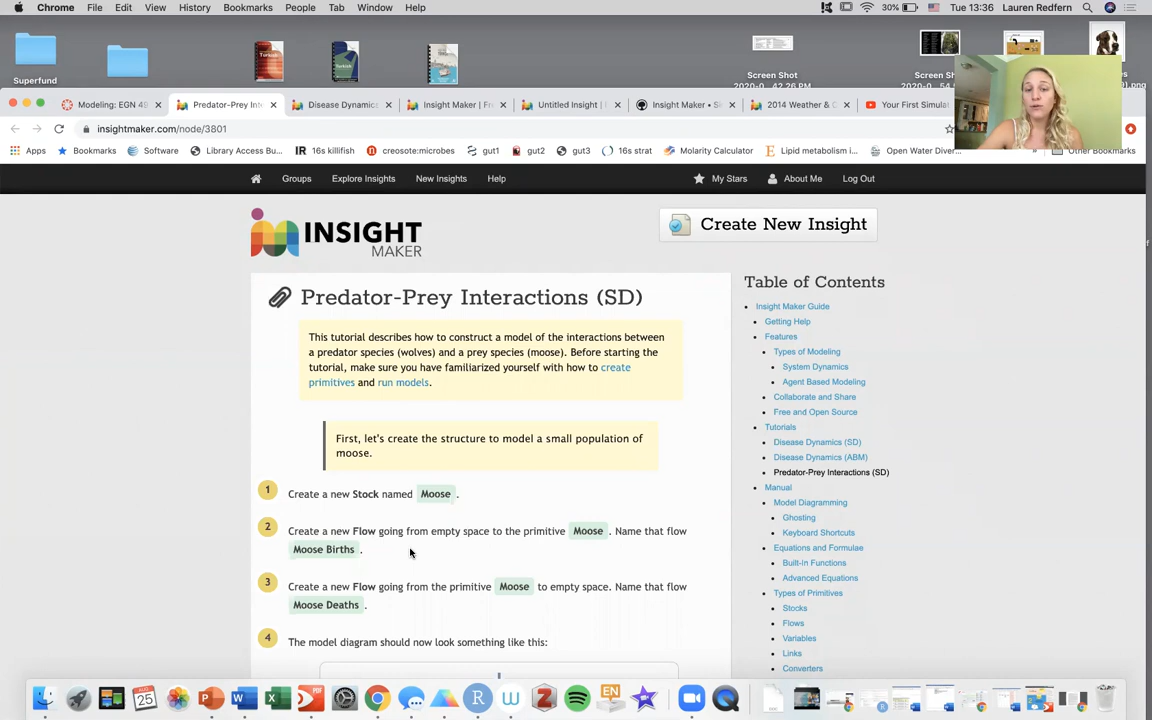 Chrome File Edit View History Bookmarks People Tab Window Help 30% Tue 13:36 Lauren Redfern
Superfund
Turkish
Turkish
Screen Shot
Modeling: EGN 49
Predator-Prey Int
Disease Dynamic
Insight Maker | Fre
Untitled Insight | I
Insight Maker • Sl
2014 Weather & C
Your First Simula
insightmaker.com/node/3801
Apps Bookmarks Software Library Access Bu... 16s killifish creosote:microbes gut1 gut2 gut3 16s strat Molarity Calculator Lipid metabolism i... Open Water Diver... Other Bookmarks
Groups Explore Insights New Insights Help My Stars About Me Log Out
INSIGHT
MAKER
Create New Insight
Predator-Prey Interactions (SD)
This tutorial describes how to construct a model of the interactions between
a predator species (wolves) and a prey species (moose). Before starting the
tutorial, make sure you have familiarized yourself with how to create
primitives and run models.
First, let's create the structure to model a small population of
moose.
1 Create a new Stock named Moose .
2 Create a new Flow going from empty space to the primitive Moose . Name that flow
Moose Births .
3 Create a new Flow going from the primitive Moose to empty space. Name that flow
Moose Deaths .
4 The model diagram should now look something like this:
Table of Contents
Insight Maker Guide
Getting Help
Features
Types of Modeling
System Dynamics
Agent Based Modeling
Collaborate and Share
Free and Open Source
Tutorials
Disease Dynamics (SD)
Disease Dynamics (ABM)
Predator-Prey Interactions (SD)
Manual
Model Diagramming
Ghosting
Keyboard Shortcuts
Equations and Formulae
Built-in Functions
Advanced Equations
Types of Primitives
Stocks
Flows
Variables
Links
Converters
AUG
25
EN